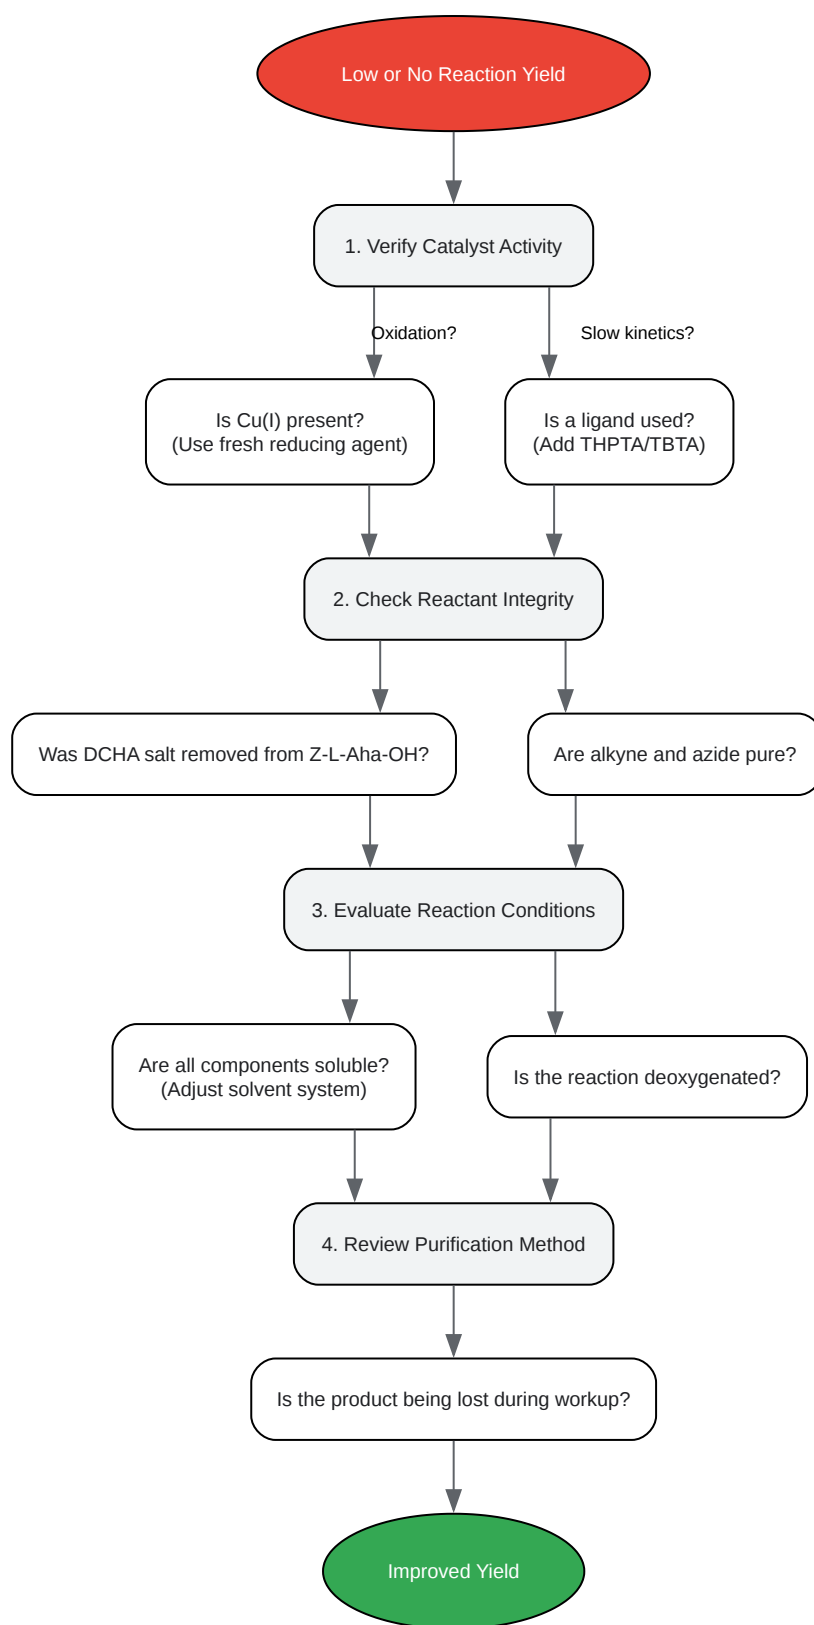 Low or No Reaction Yield
1. Verify Catalyst Activity
Oxidation?
Slow kinetics?
Is Cu(I) present?
(Use fresh reducing agent)
Is a ligand used?
(Add THPTA/TBTA)
2. Check Reactant Integrity
Was DCHA salt removed from Z-L-Aha-OH?
Are alkyne and azide pure?
3. Evaluate Reaction Conditions
Are all components soluble?
(Adjust solvent system)
Is the reaction deoxygenated?
4. Review Purification Method
Is the product being lost during workup?
Improved Yield